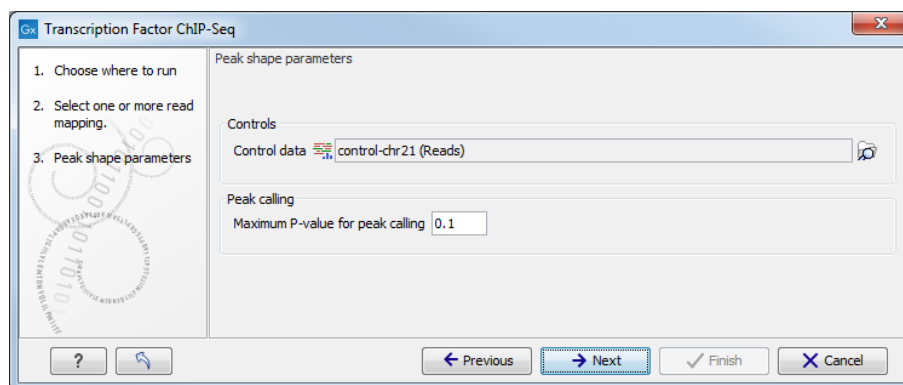 Gx Transcription Factor ChIP-Seq
1. Choose where to run
2. Select one or more read
mapping.
3. Peak shape parameters
Peak shape parameters
Controls
Control data control-chr21 (Reads)
Peak calling
Maximum P-value for peak calling 0.1
?
Previous
Next
Finish
Cancel